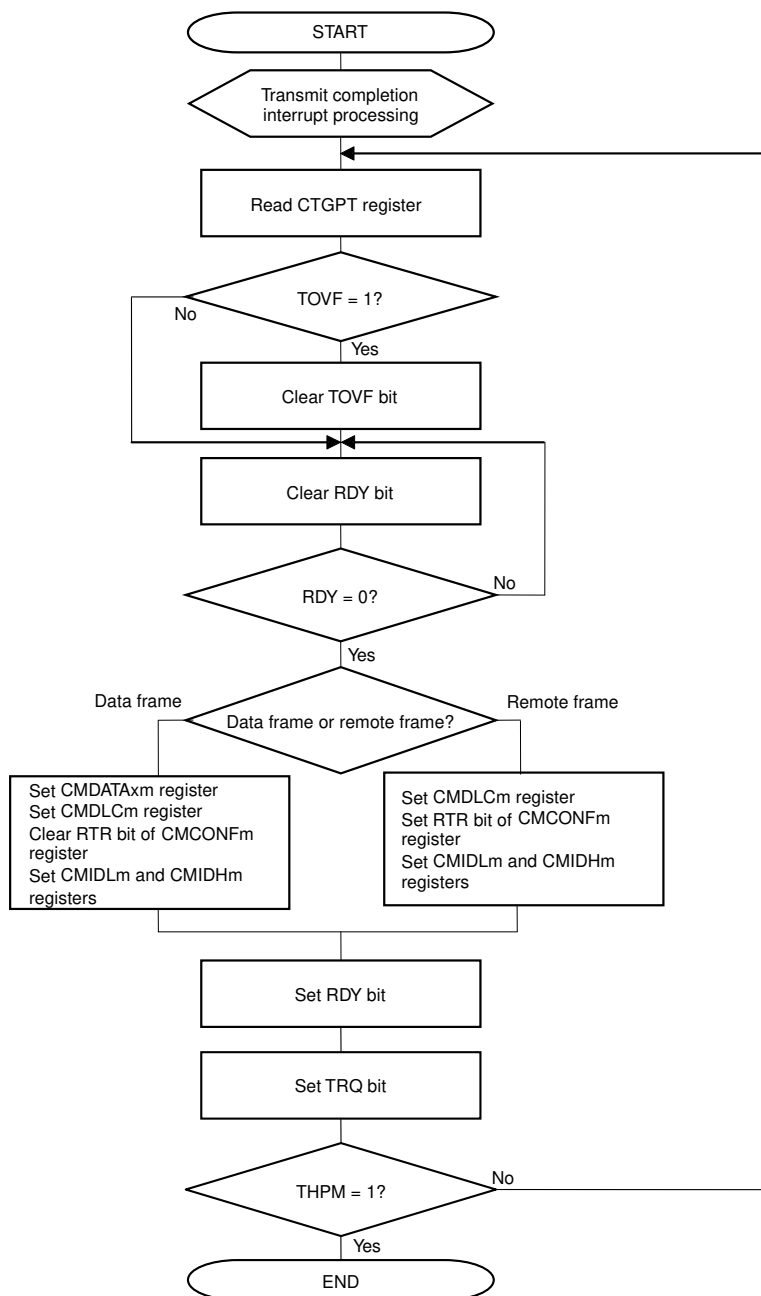 START
Transmit completion
interrupt processing
Read CTGPT register
TOVF = 1?
No
Yes
Clear TOVF bit
Clear RDY bit
RDY = 0?
No
Yes
Data frame
Data frame or remote frame?
Remote frame
Set CMDATAxm register
Set CMDLCm register
Clear RTR bit of CMCONFm
register
Set CMIDLm and CMIDHm
registers
Set CMDLCm register
Set RTR bit of CMCONFm
register
Set CMIDLm and CMIDHm
registers
Set RDY bit
Set TRQ bit
THPM = 1?
No
Yes
END